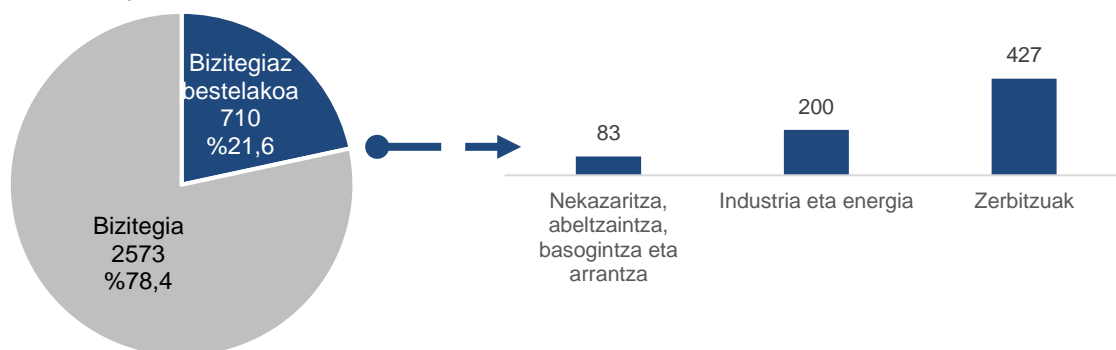 Bizitegiaz
bestelakoa
710
%21,6
Bizitegia
2573
%78,4
83
200
427
Nekazaritza,
abeltzaintza,
basogintza eta
arrantza
Industria eta energia
Zerbitzuak